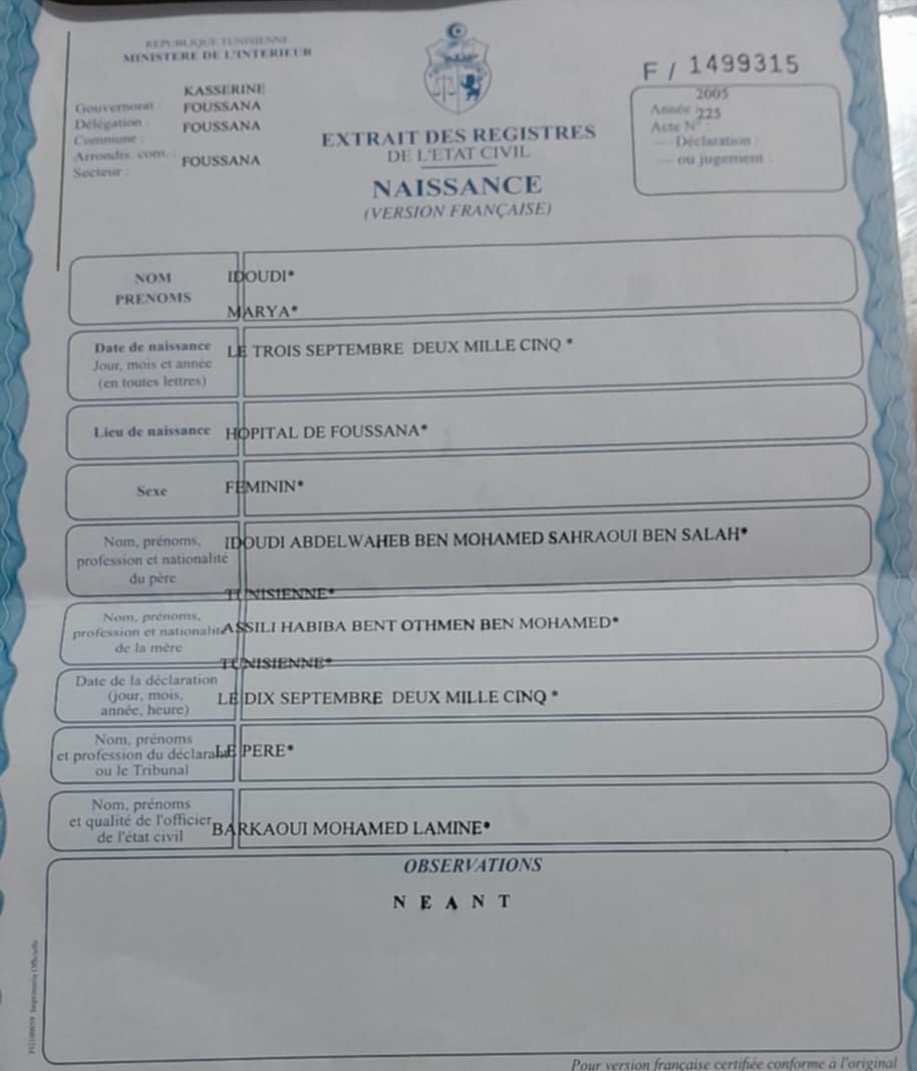 REPUBLIQUE TUNISIENNE
MINISTERE DE L'INTERIEUR
F / 1499315
Gouvernorat : KASSERINE
Délégation : FOUSSANA
Commune : FOUSSANA
Arrondis. com. :
Secteur : FOUSSANA
EXTRAIT DES REGISTRES
DE L'ETAT CIVIL
NAISSANCE
(VERSION FRANÇAISE)
Année 2005
Acte N° : 225
— Déclaration :
— ou jugement :
NOM IDOUDI*
PRENOMS MARYA*
Date de naissance
Jour, mois et année
(en toutes lettres)
LE TROIS SEPTEMBRE DEUX MILLE CINQ *
Lieu de naissance HOPITAL DE FOUSSANA*
Sexe FEMININ*
Nom, prénoms,
profession et nationalité
du père
IDOUDI ABDELWAHEB BEN MOHAMED SAHRAOUI BEN SALAH*
TUNISIENNE*
Nom, prénoms,
profession et nationalité
de la mère
ASSILI HABIBA BENT OTHMEN BEN MOHAMED*
TUNISIENNE*
Date de la déclaration
(jour, mois,
année, heure)
LE DIX SEPTEMBRE DEUX MILLE CINQ *
Nom, prénoms
et profession du déclarant
ou le Tribunal
LE PERE*
Nom, prénoms
et qualité de l'officier
de l'état civil
BARKAOUI MOHAMED LAMINE*
OBSERVATIONS
N E A N T
Imprimerie Officielle
Pour version française certifiée conforme à l'original